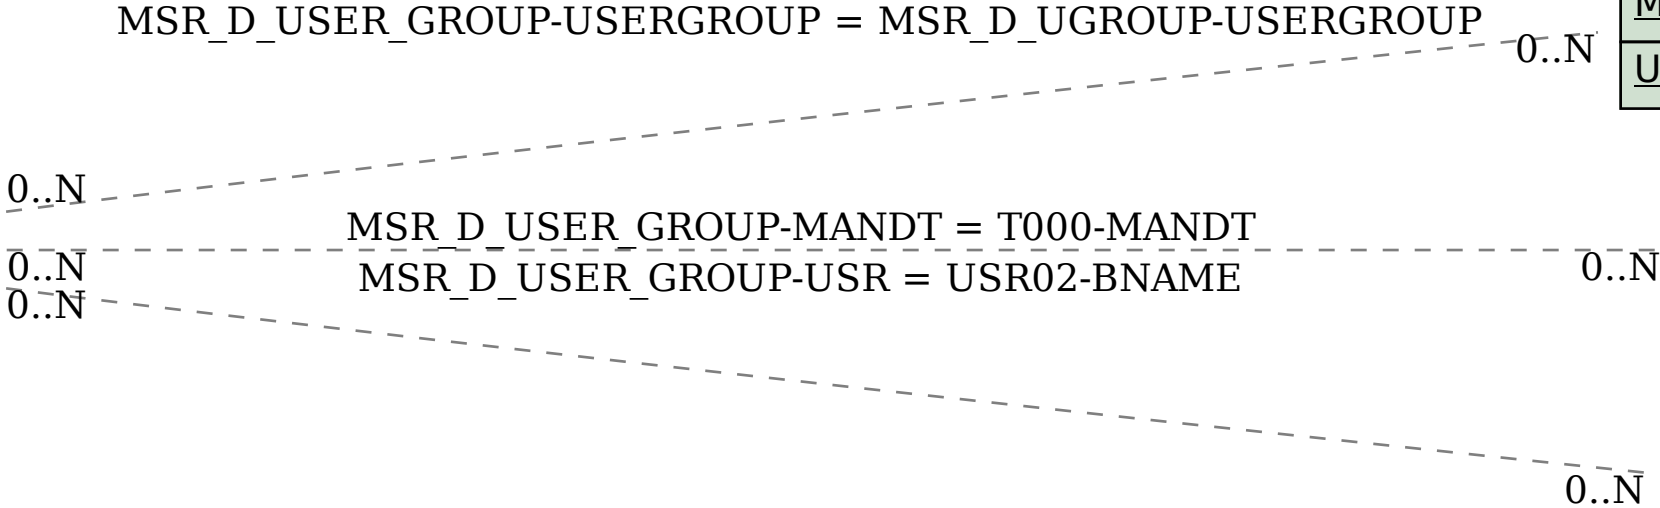 MSR_D_USER_GROUP-USERGROUP = MSR_D_UGROUP-USERGROUP
0..N
0..N
MSR_D_USER_GROUP-MANDT = T000-MANDT
0..N
0..N
MSR_D_USER_GROUP-USR = USR02-BNAME
0..N
0..N